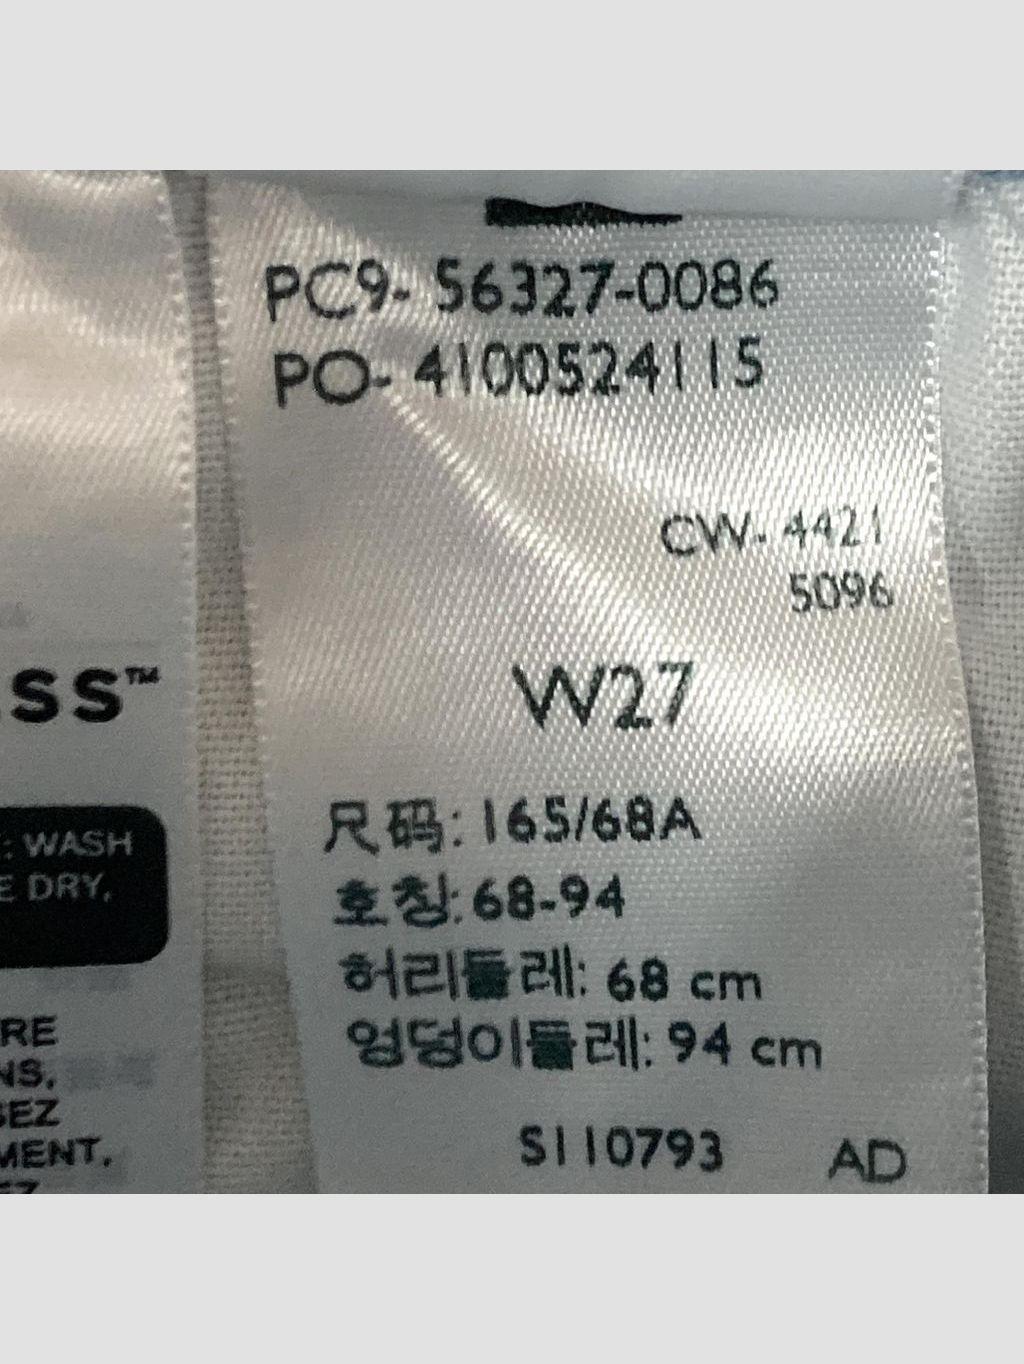 PC9- 56327-0086
PO- 4100524115
CW- 4421
5096
W27
尺码: 165/68A
호칭: 68-94
허리둘레: 68 cm
엉덩이둘레: 94 cm
S110793 AD
SS™
: WASH
E DRY,
RE
NS,
SEZ
MENT,
EZ